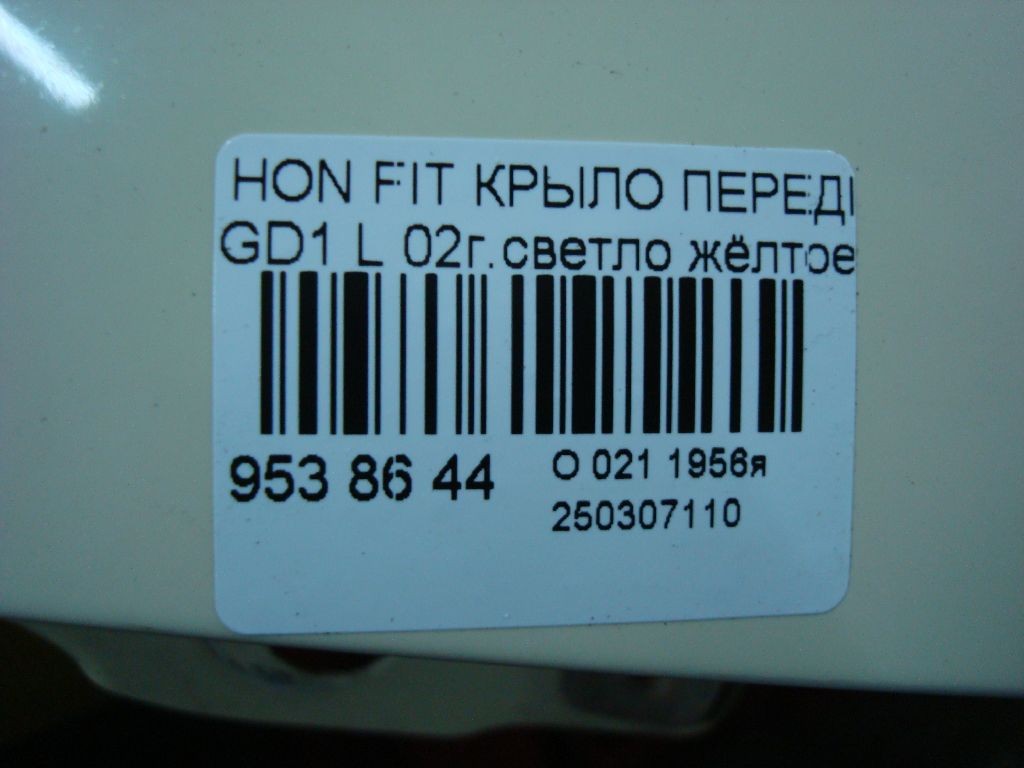 HON FIT КРЫЛО ПЕРЕД
GD1 L 02г.светло жёлтое
953 86 44
О 021 1956я
250307110